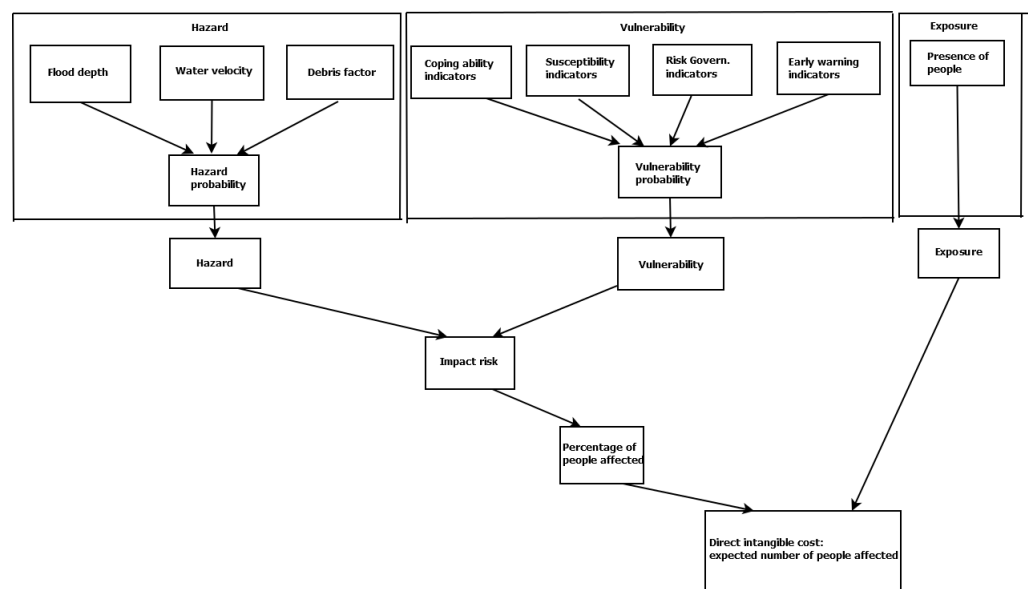 Hazard
Vulnerability
Exposure
Flood depth
Water velocity
Debris factor
Coping ability
indicators
Susceptibility
indicators
Risk Govern.
indicators
Early warning
indicators
Presence of
people
Hazard
probability
Vulnerability
probability
Hazard
Vulnerability
Exposure
Impact risk
Percentage of
people affected
Direct intangible cost:
expected number of people affected